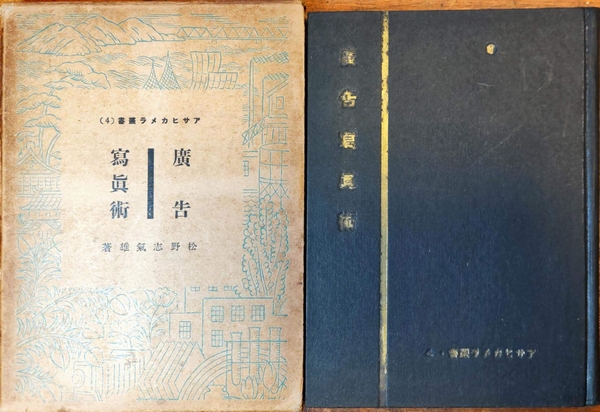 アサヒカメラ叢書(4)
廣告
寫眞術
松野志氣雄著
廣告寫眞術
アサヒカメラ叢書・4